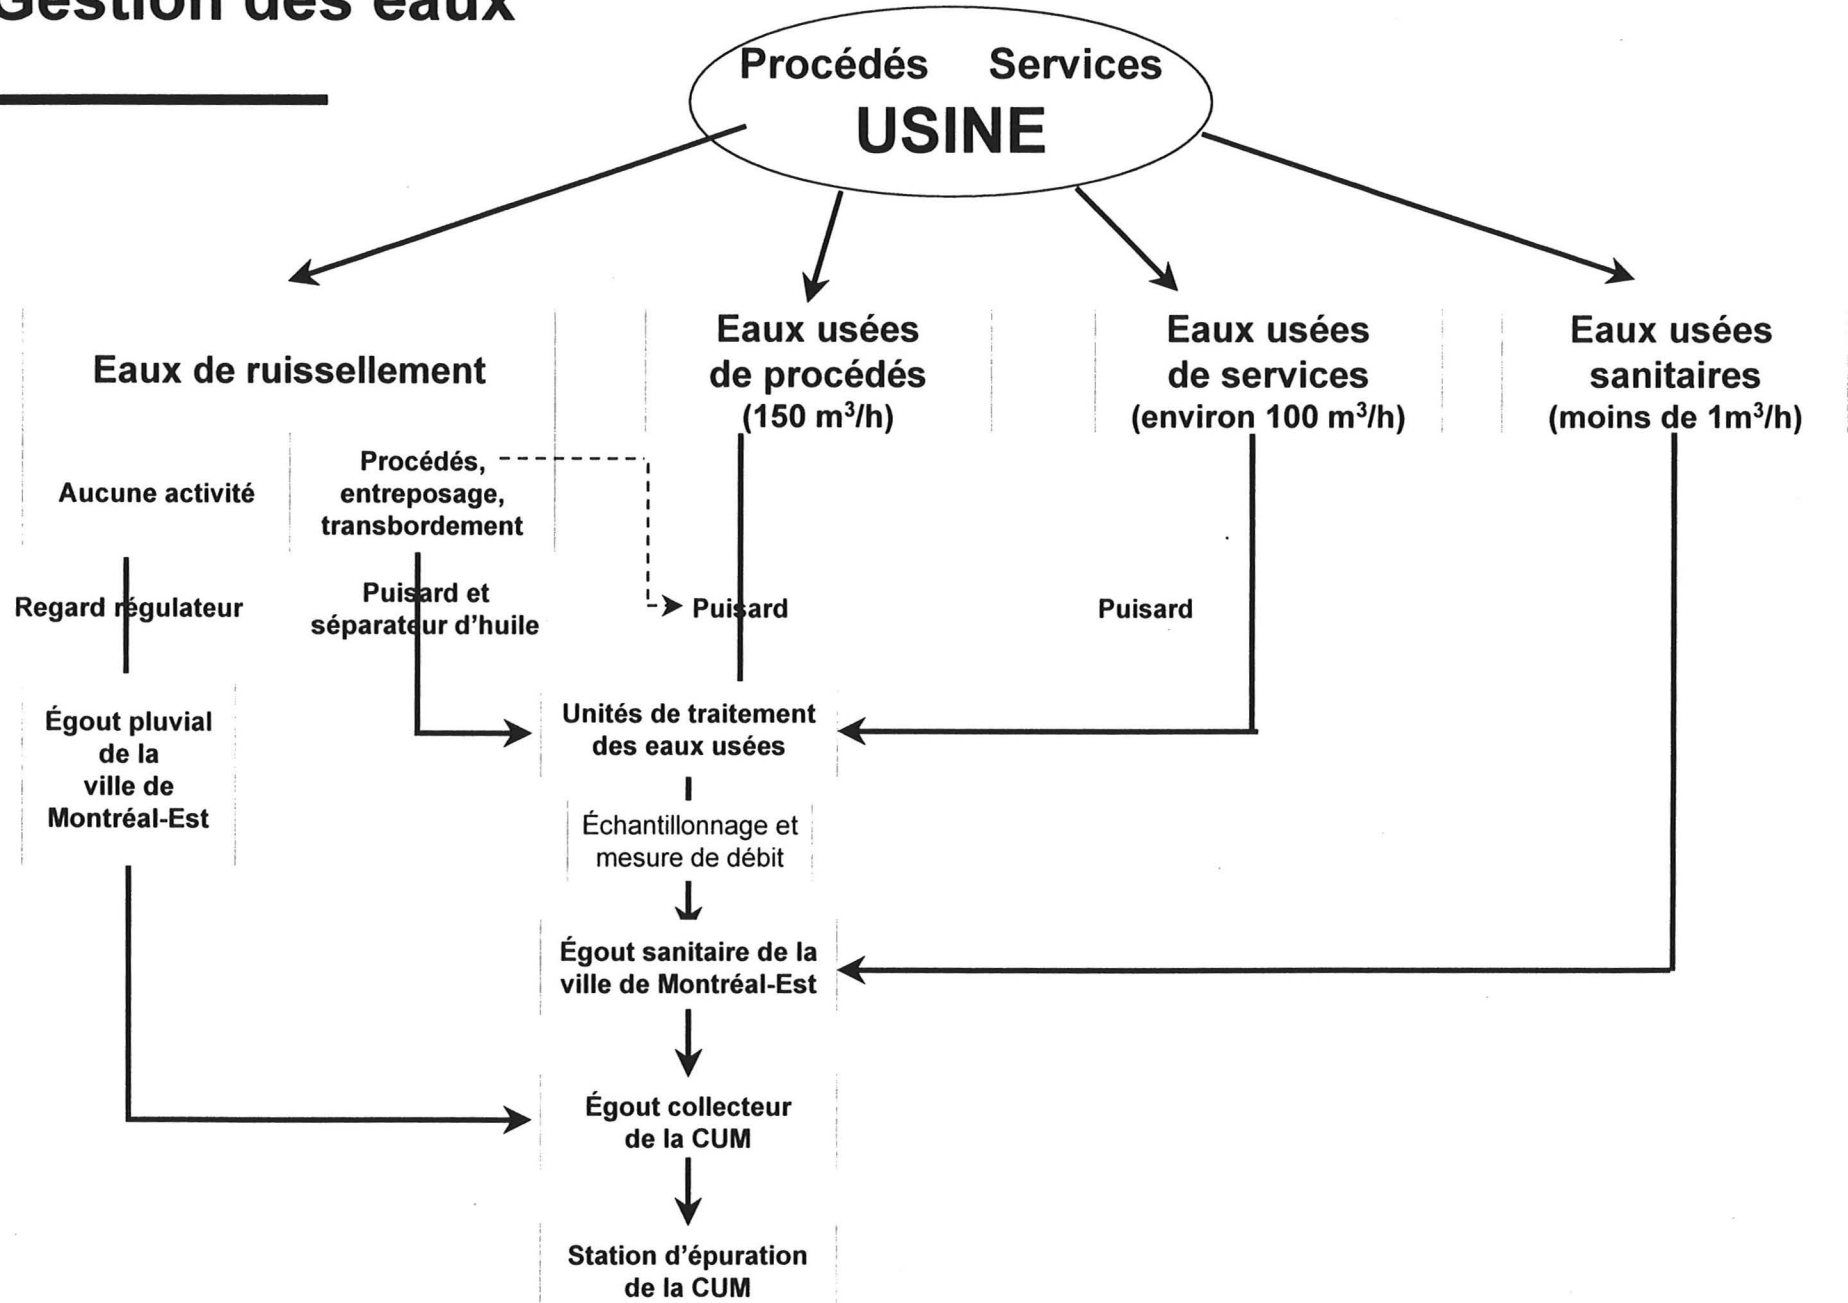 Gestion des eaux
Procédés Services
USINE
Eaux de ruissellement
Eaux usées
de procédés
(150 m³/h)
Eaux usées
de services
(environ 100 m³/h)
Eaux usées
sanitaires
(moins de 1m³/h)
Aucune activité
Procédés,
entreposage,
transbordement
Regard régulateur
Puisard et
séparateur d'huile
Puisard
Puisard
Égout pluvial
de la
ville de
Montréal-Est
Unités de traitement
des eaux usées
Échantillonnage et
mesure de débit
Égout sanitaire de la
ville de Montréal-Est
Égout collecteur
de la CUM
Station d'épuration
de la CUM